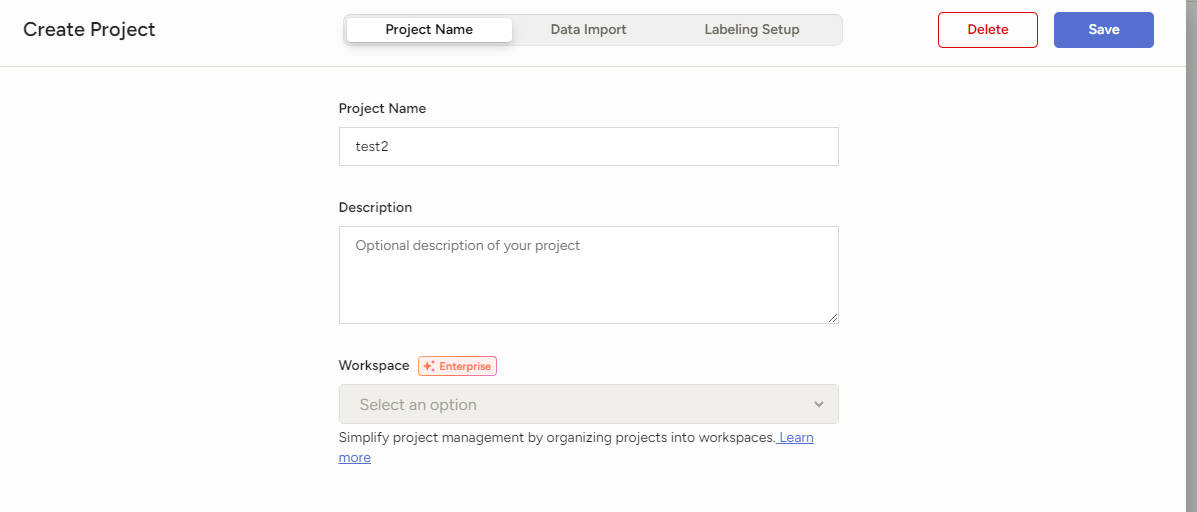 Create Project
Project Name
Data Import
Labeling Setup
Delete
Save
Project Name
test2
Description
Optional description of your project
Workspace
Enterprise
Select an option
Simplify project management by organizing projects into workspaces. Learn
more